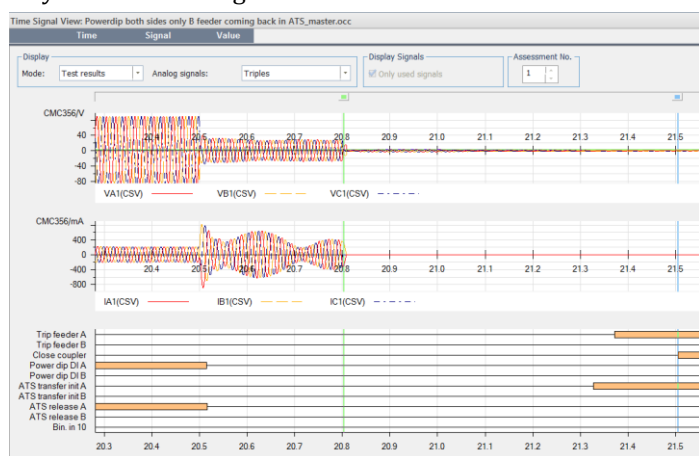 Time Signal View: Powerdip both sides only B feeder coming back in ATS_master.occ
Time Signal Value
Display Display Signals Assessment No.
Mode: Test results Analog signals: Triples Only used signals 1
CMC356/V
20.4 20.5 20.6 20.7 20.8 20.9 21.0 21.1 21.2 21.3 21.4 21.5
40
0
-40
-80
VA1(CSV) VB1(CSV) VC1(CSV)
CMC356/mA
400
0
-400
-800
20.4 20.5 20.6 20.7 20.8 20.9 21.0 21.1 21.2 21.3 21.4 21.5
IA1(CSV) IB1(CSV) IC1(CSV)
Trip feeder A
Trip feeder B
Close coupler
Power dip DI A
Power dip DI B
ATS transfer init A
ATS transfer init B
ATS release A
ATS release B
Bin. in 10
20.3 20.4 20.5 20.6 20.7 20.8 20.9 21.0 21.1 21.2 21.3 21.4 21.5